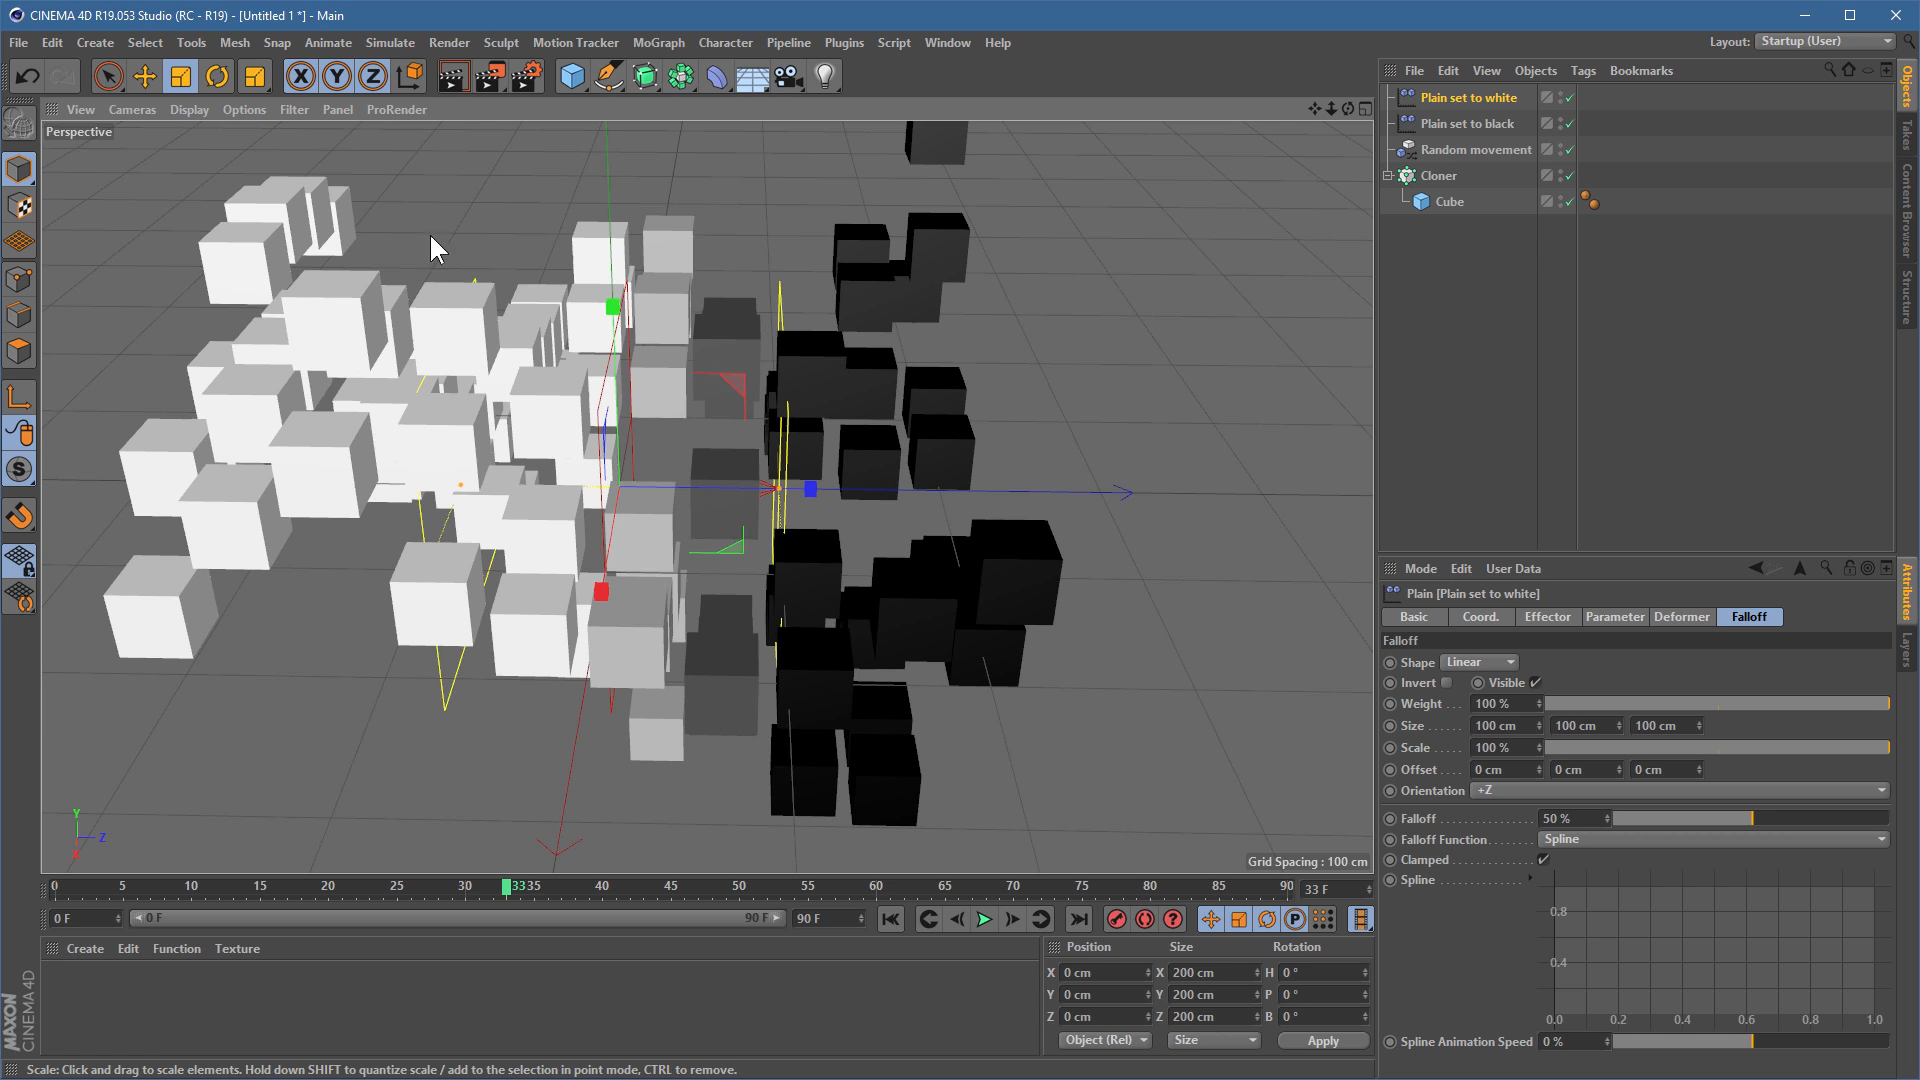 CINEMA 4D R19.053 Studio (RC - R19) - [Untitled 1 *] - Main
File Edit Create Select Tools Mesh Snap Animate Simulate Render Sculpt Motion Tracker MoGraph Character Pipeline Plugins Script Window Help
Layout: Startup (User)
X Y Z
File Edit View Objects Tags Bookmarks
View Cameras Display Options Filter Panel ProRender
Perspective
Plain set to white
Plain set to black
Random movement
Cloner
Cube
Objects
Takes
Content Browser
Structure
Mode Edit User Data
Plain [Plain set to white]
Basic Coord. Effector Parameter Deformer Falloff
Falloff
Shape Linear
Invert Visible
Weight . . . 100 %
Size . . . . . 100 cm 100 cm 100 cm
Scale . . . . . 100 %
Offset . . . . 0 cm 0 cm 0 cm
Orientation +Z
Falloff . . . . . . . . . . . . . . . 50 %
Falloff Function . . . . . . Spline
Clamped . . . . . . . . . . . .
Spline . . . . . . . . . . . . .
0.8
0.4
0.0 0.2 0.4 0.6 0.8 1.0
Spline Animation Speed 0 %
Attributes
Layers
Y
Z
X
Grid Spacing : 100 cm
0 5 10 15 20 25 30 3335 40 45 50 55 60 65 70 75 80 85 90 33 F
0 F 0 F 90 F 90 F
Create Edit Function Texture
Position Size Rotation
X 0 cm X 200 cm H 0 °
Y 0 cm Y 200 cm P 0 °
Z 0 cm Z 200 cm B 0 °
Object (Rel) Size Apply
MAXON
CINEMA 4D
Scale: Click and drag to scale elements. Hold down SHIFT to quantize scale / add to the selection in point mode, CTRL to remove.